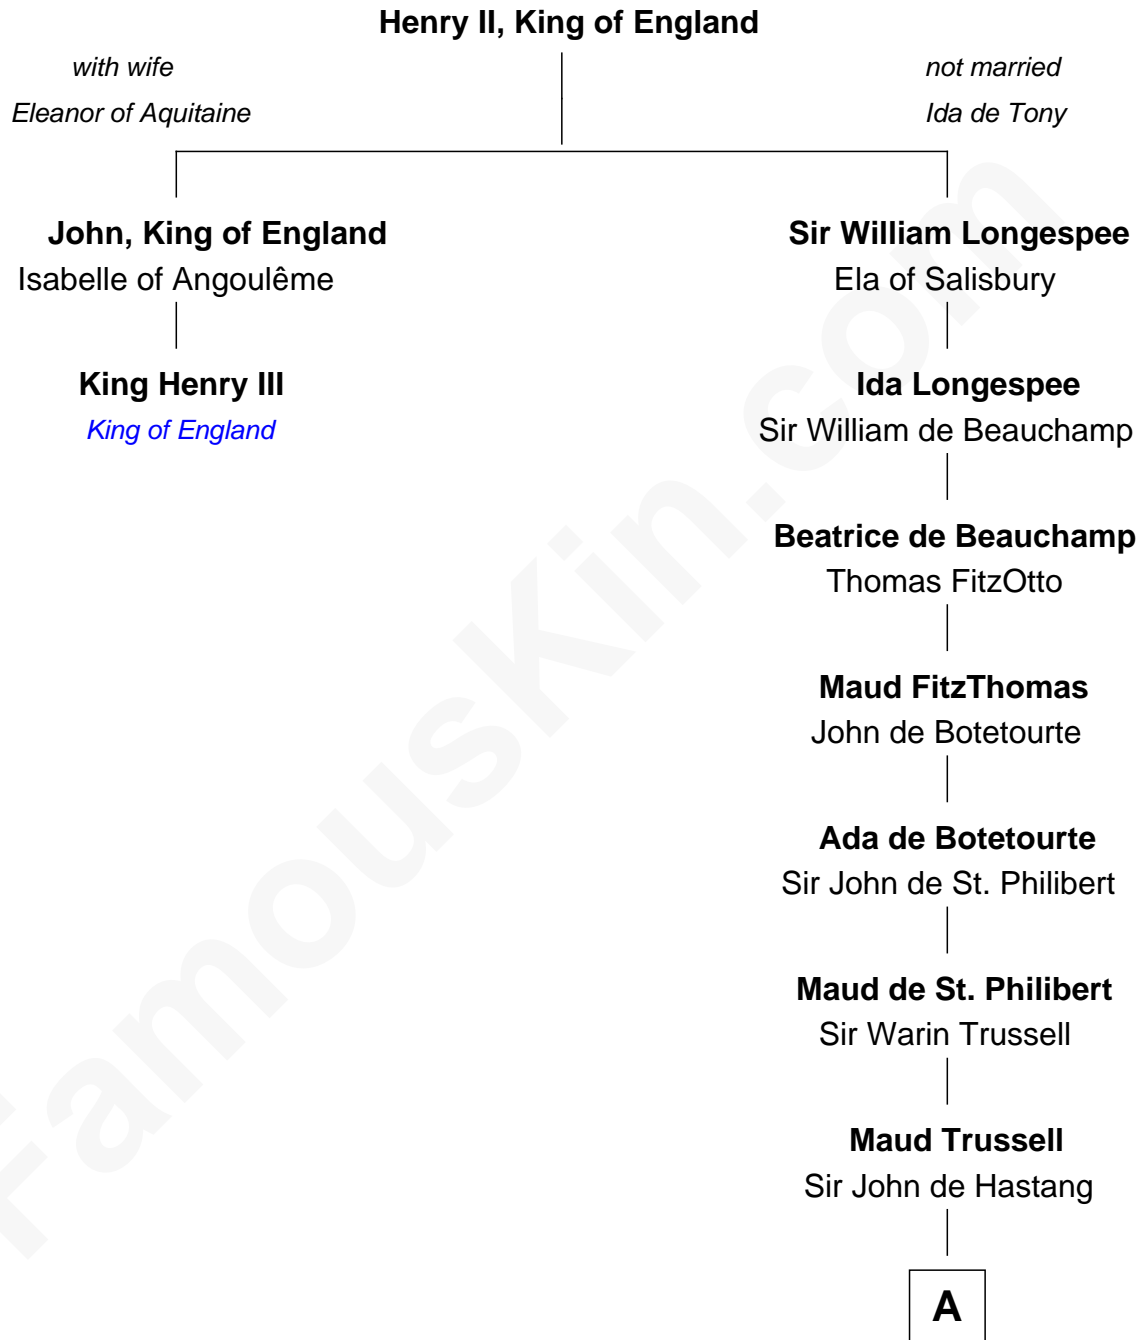 Henry II, King of England
with wife
Eleanor of Aquitaine
not married
Ida de Tony
John, King of England
Isabelle of Angoulême
Sir William Longespee
Ela of Salisbury
King Henry III
King of England
Ida Longespee
Sir William de Beauchamp
Beatrice de Beauchamp
Thomas FitzOtto
Maud FitzThomas
John de Botetourte
Ada de Botetourte
Sir John de St. Philibert
Maud de St. Philibert
Sir Warin Trussell
Maud Trussell
Sir John de Hastang
A
FamousKin.com